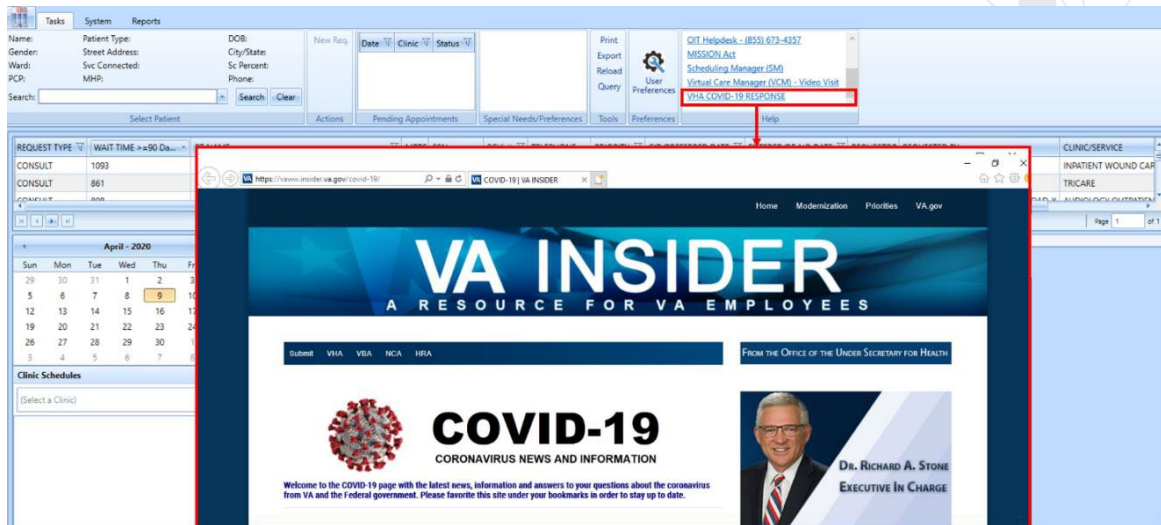 Tasks System Reports
Name: Patient Type: DOB:
Gender: Street Address: City/State:
Ward: Svc Connected: Sc Percent:
PCP: MHP: Phone:
Search: Search Clear
Select Patient
New Req.
Actions
Date Clinic Status
Pending Appointments
Special Needs/Preferences
Print
Export
Reload
Query
Tools
User
Preferences
Preferences
OIT Helpdesk - (855) 673-4357
MISSION Act
Scheduling Manager (SM)
Virtual Care Manager (VCM) - Video Visit
VHA COVID-19 RESPONSE
Help
REQUEST TYPE WAIT TIME >=90 Da... CLINIC/SERVICE
CONSULT 1093 INPATIENT WOUND CAR
CONSULT 861 TRICARE
Page 1 of 1
April - 2020
Sun Mon Tue Wed Thu Fr
29 30 31 1 2 3
5 6 7 8 9 10
12 13 14 15 16 17
19 20 21 22 23 24
26 27 28 29 30 1
3 4 5 6 7 8
Clinic Schedules
(Select a Clinic)
https://vaww.insider.va.gov/covid-19/
COVID-19 | VA INSIDER
Home Modernization Priorities VA.gov
VA INSIDER
A RESOURCE FOR VA EMPLOYEES
Submit VHA VBA NCA HRA
FROM THE OFFICE OF THE UNDER SECRETARY FOR HEALTH
COVID-19
CORONAVIRUS NEWS AND INFORMATION
Welcome to the COVID-19 page with the latest news, information and answers to your questions about the coronavirus
from VA and the Federal government. Please favorite this site under your bookmarks in order to stay up to date.
DR. RICHARD A. STONE
EXECUTIVE IN CHARGE